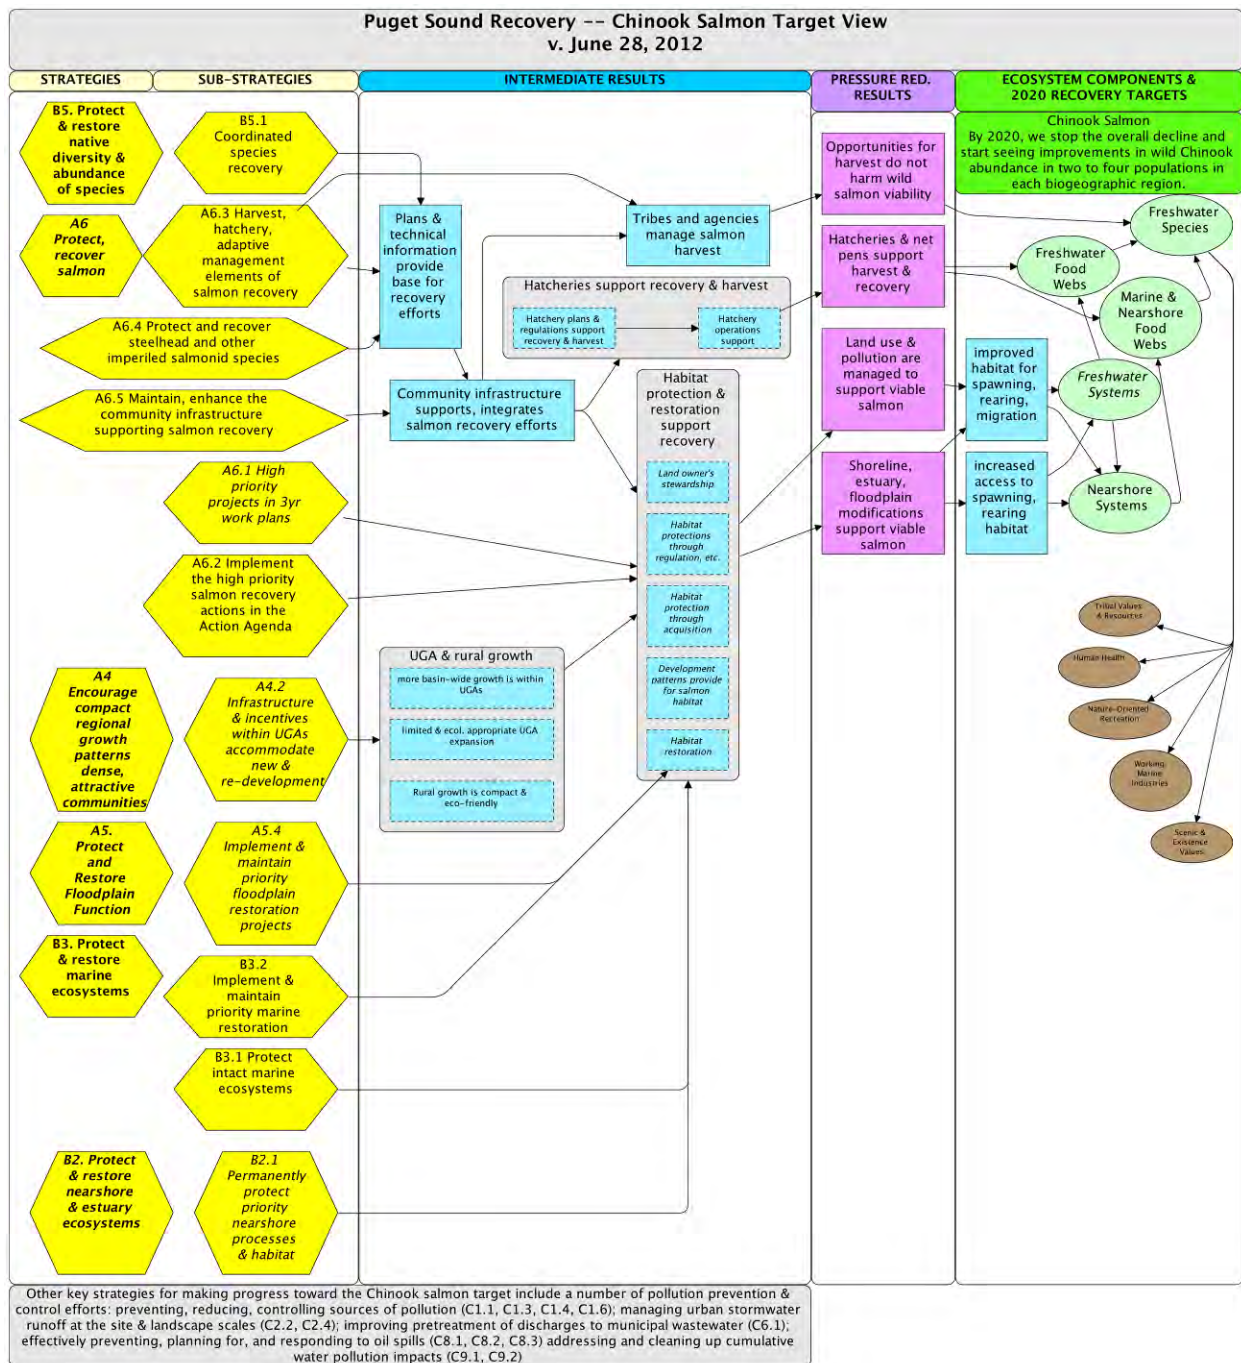 Puget Sound Recovery -- Chinook Salmon Target View
v. June 28, 2012
STRATEGIES
SUB-STRATEGIES
INTERMEDIATE RESULTS
PRESSURE RED.
RESULTS
ECOSYSTEM COMPONENTS &
2020 RECOVERY TARGETS
B5. Protect
& restore
native
diversity &
abundance
of species
B5.1
Coordinated
species
recovery
A6
Protect,
recover
salmon
A6.3 Harvest,
hatchery,
adaptive
management
elements of
salmon recovery
A6.4 Protect and recover
steelhead and other
imperiled salmonid species
A6.5 Maintain, enhance the
community infrastructure
supporting salmon recovery
A6.1 High
priority
projects in 3yr
work plans
A6.2 Implement
the high priority
salmon recovery
actions in the
Action Agenda
A4
Encourage
compact
regional
growth
patterns
dense,
attractive
communities
A4.2
Infrastructure
& incentives
within UGAs
accommodate
new &
re-development
A5.
Protect
and
Restore
Floodplain
Function
A5.4
Implement &
maintain
priority
floodplain
restoration
projects
B3. Protect
& restore
marine
ecosystems
B3.2
Implement &
maintain
priority marine
restoration
B3.1 Protect
intact marine
ecosystems
B2. Protect
& restore
nearshore
& estuary
ecosystems
B2.1
Permanently
protect
priority
nearshore
processes
& habitat
Plans &
technical
information
provide
base for
recovery
efforts
Tribes and agencies
manage salmon
harvest
Hatcheries support recovery & harvest
Hatchery plans &
regulations support
recovery & harvest
Hatchery
operations
support
Community infrastructure
supports, integrates
salmon recovery efforts
Habitat
protection &
restoration
support
recovery
Land owner's
stewardship
Habitat
protections
through
regulation, etc.
Habitat
protection
through
acquisition
Development
patterns provide
for salmon
habitat
Habitat
restoration
UGA & rural growth
more basin-wide growth is within
UGAs
limited & ecol. appropriate UGA
expansion
Rural growth is compact &
eco-friendly
Opportunities for
harvest do not
harm wild
salmon viability
Hatcheries & net
pens support
harvest &
recovery
Land use &
pollution are
managed to
support viable
salmon
Shoreline,
estuary,
floodplain
modifications
support viable
salmon
Chinook Salmon
By 2020, we stop the overall decline and
start seeing improvements in wild Chinook
abundance in two to four populations in
each biogeographic region.
Freshwater
Species
Freshwater
Food
Webs
Marine &
Nearshore
Food
Webs
improved
habitat for
spawning,
rearing,
migration
Freshwater
Systems
increased
access to
spawning,
rearing
habitat
Nearshore
Systems
Tribal Values
& Resources
Human Health
Nature-Oriented
Recreation
Working
Marine
Industries
Scenic &
Existence
Values
Other key strategies for making progress toward the Chinook salmon target include a number of pollution prevention &
control efforts: preventing, reducing, controlling sources of pollution (C1.1, C1.3, C1.4, C1.6); managing urban stormwater
runoff at the site & landscape scales (C2.2, C2.4); improving pretreatment of discharges to municipal wastewater (C6.1);
effectively preventing, planning for, and responding to oil spills (C8.1, C8.2, C8.3) addressing and cleaning up cumulative
water pollution impacts (C9.1, C9.2)